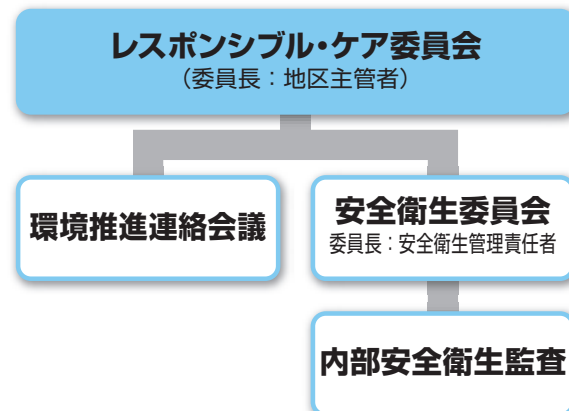 レスポンシブル・ケア委員会
（委員長：地区主管者）
環境推進連絡会議
安全衛生委員会
委員長：安全衛生管理責任者
内部安全衛生監査